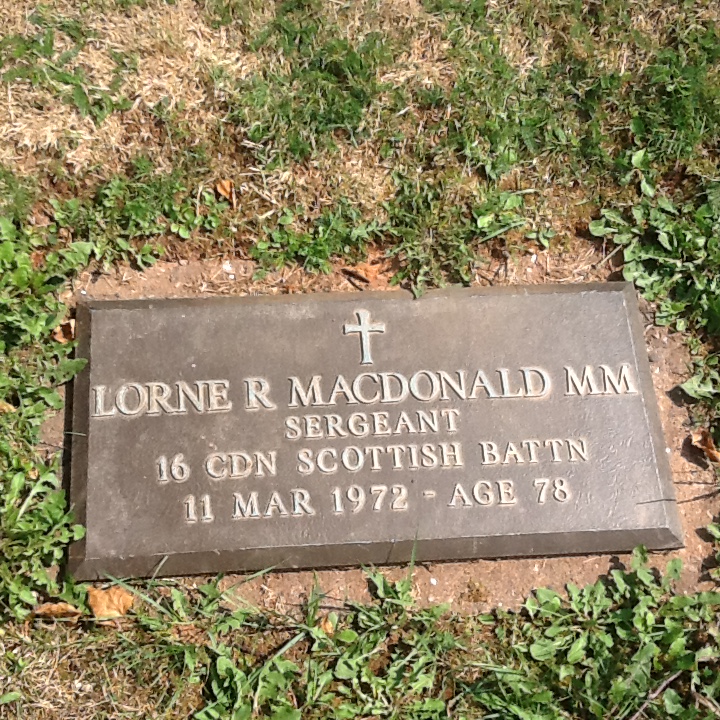 LORNE R MACDONALD MM
SERGEANT
16 CDN SCOTTISH BATTN
11 MAR 1972 - AGE 78